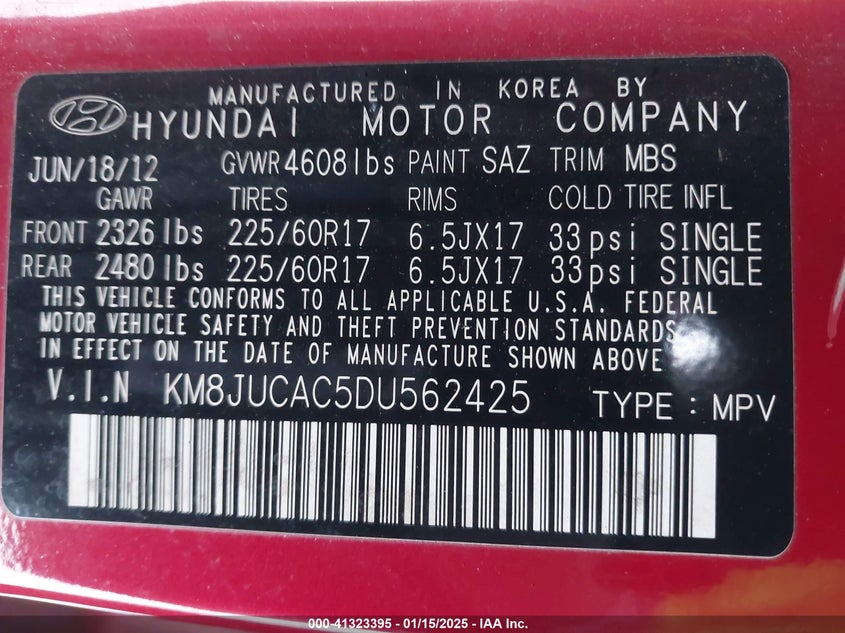 MANUFACTURED IN KOREA BY
HYUNDAI MOTOR COMPANY
JUN/18/12 GVWR 4608lbs PAINT SAZ TRIM MBS
GAWR TIRES RIMS COLD TIRE INFL
FRONT 2326 lbs 225/60R17 6.5JX17 33psi SINGLE
REAR 2480 lbs 225/60R17 6.5JX17 33psi SINGLE
THIS VEHICLE CONFORMS TO ALL APPLICABLE U.S.A. FEDERAL
MOTOR VEHICLE SAFETY AND THEFT PREVENTION STANDARDS
IN EFFECT ON THE DATE OF MANUFACTURE SHOWN ABOVE
V.I.N KM8JUCAC5DU562425 TYPE : MPV
000-41323395 - 01/15/2025 - IAA Inc.